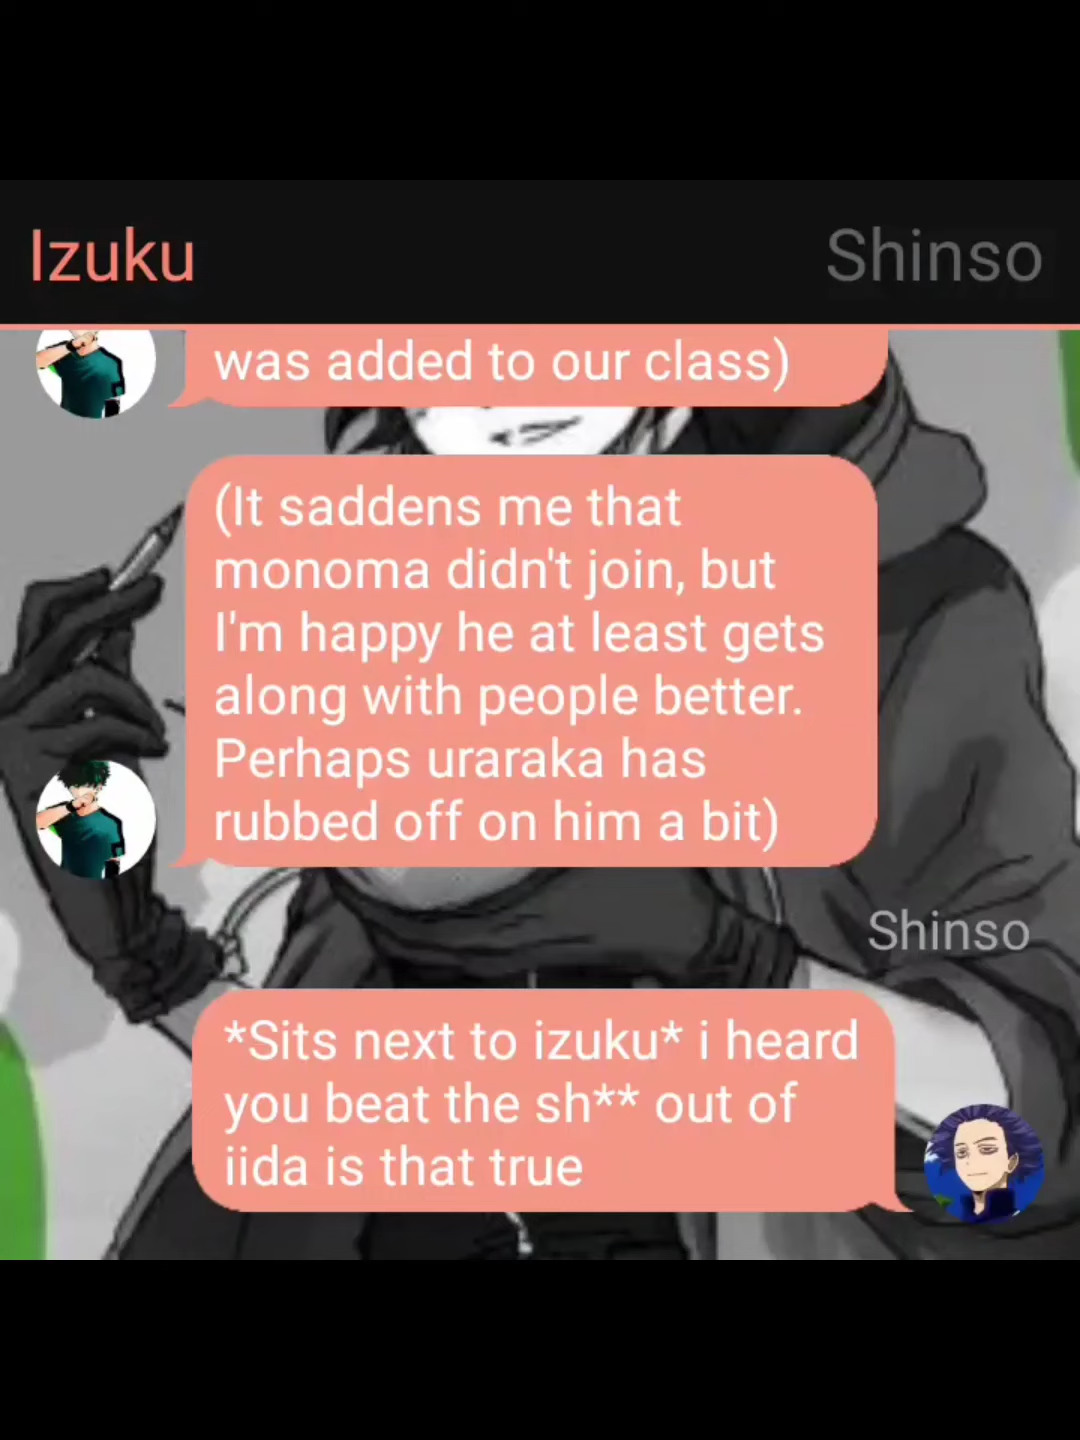 Izuku
Shinso
was added to our class)
(It saddens me that
monoma didn't join, but
I'm happy he at least gets
along with people better.
Perhaps uraraka has
rubbed off on him a bit)
Shinso
*Sits next to izuku* i heard
you beat the sh** out of
iida is that true